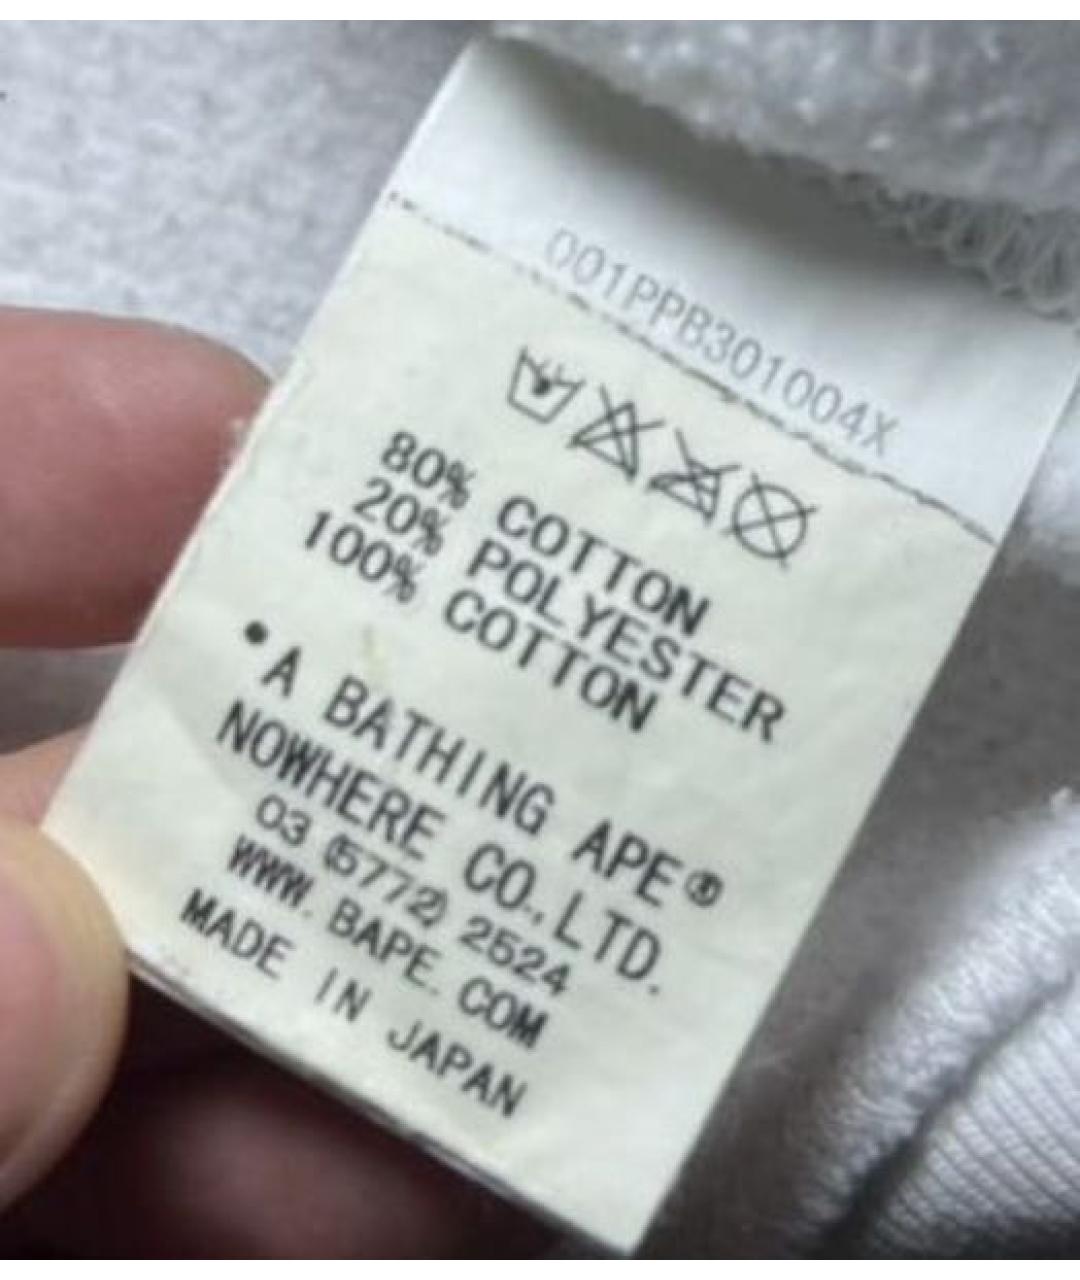 001PPB301004X
80% COTTON
20% POLYESTER
100% COTTON
•A BATHING APE®
NOWHERE CO., LTD.
03 (5772) 2524
WWW. BAPE. COM
MADE IN JAPAN